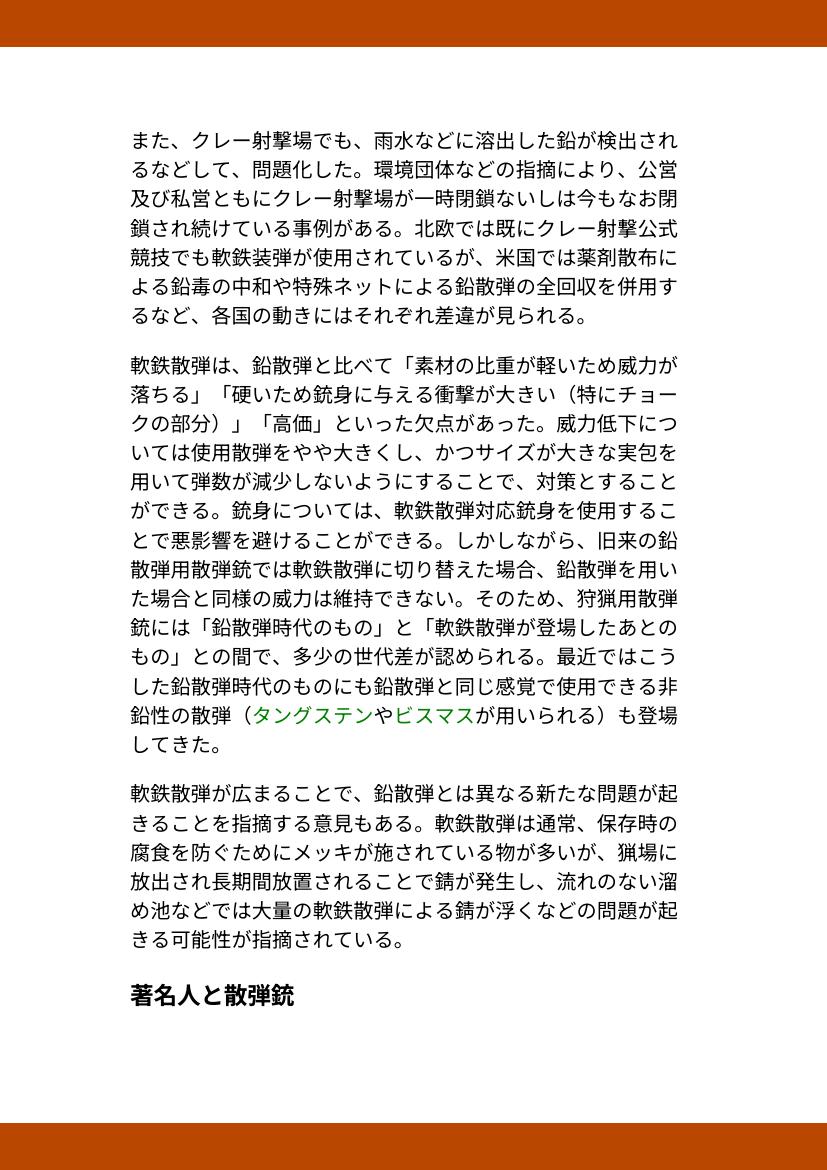 また、クレー射撃場でも、雨水などに溶出した鉛が検出され
るなどして、問題化した。環境団体などの指摘により、公営
及び私営ともにクレー射撃場が一時閉鎖ないしは今もなお閉
鎖され続けている事例がある。北欧では既にクレー射撃公式
競技でも軟鉄装弾が使用されているが、米国では薬剤散布に
よる鉛毒の中和や特殊ネットによる鉛散弾の全回収を併用す
るなど、各国の動きにはそれぞれ差違が見られる。
軟鉄散弾は、鉛散弾と比べて「素材の比重が軽いため威力が
落ちる」「硬いため銃身に与える衝撃が大きい（特にチョー
クの部分）」「高価」といった欠点があった。威力低下につ
いては使用散弾をやや大きくし、かつサイズが大きな実包を
用いて弾数が減少しないようにすることで、対策とすること
ができる。銃身については、軟鉄散弾対応銃身を使用するこ
とで悪影響を避けることができる。しかしながら、旧来の鉛
散弾用散弾銃では軟鉄散弾に切り替えた場合、鉛散弾を用い
た場合と同様の威力は維持できない。そのため、狩猟用散弾
銃には「鉛散弾時代のもの」と「軟鉄散弾が登場したあとの
もの」との間で、多少の世代差が認められる。最近ではこう
した鉛散弾時代のものにも鉛散弾と同じ感覚で使用できる非
鉛性の散弾（タングステンやビスマスが用いられる）も登場
してきた。
軟鉄散弾が広まることで、鉛散弾とは異なる新たな問題が起
きることを指摘する意見もある。軟鉄散弾は通常、保存時の
腐食を防ぐためにメッキが施されている物が多いが、猟場に
放出され長期間放置されることで錆が発生し、流れのない溜
め池などでは大量の軟鉄散弾による錆が浮くなどの問題が起
きる可能性が指摘されている。
著名人と散弾銃